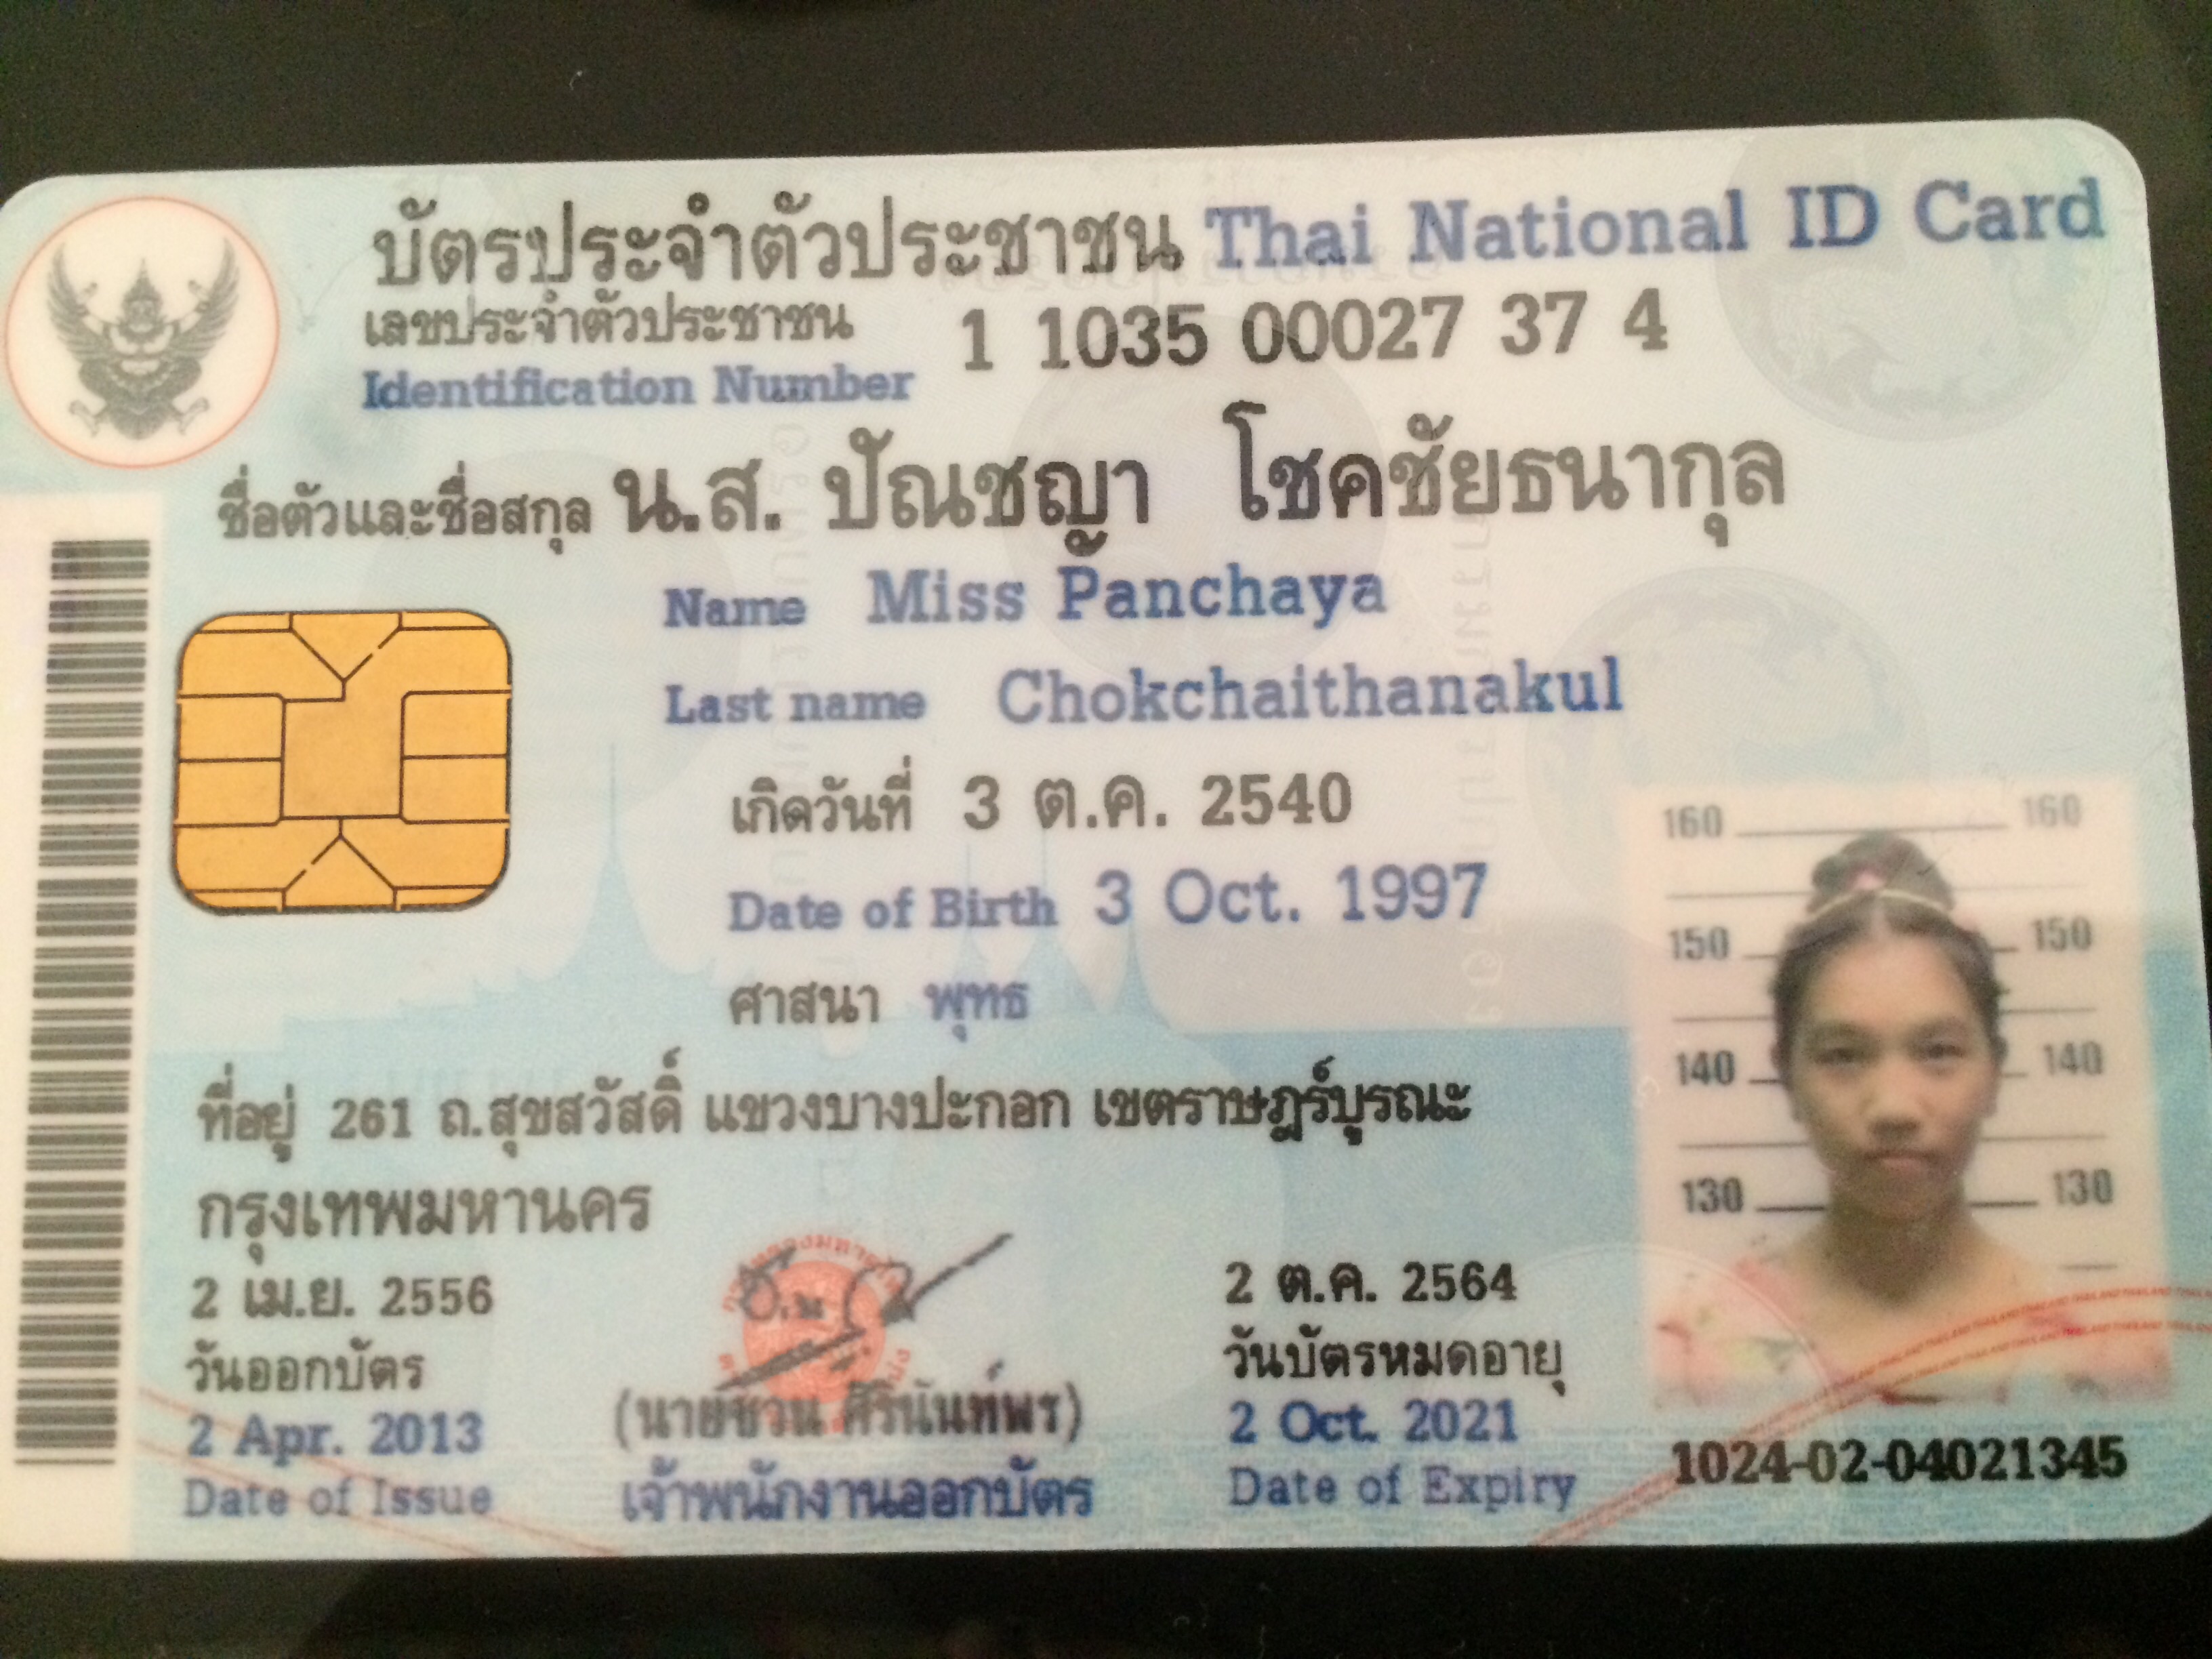 บัตรประจำตัวประชาชน Thai National ID Card
เลขประจำตัวประชาชน 1 1035 00027 37 4
Identification Number
ชื่อตัวและชื่อสกุล น.ส. ปัณชญ้า โชคชัยธนากุล
Name Miss Panchaya
Last name Chokchaithanakul
เกิดวันที่ 3 ต.ค. 2540
Date of Birth 3 Oct. 1997
ศาสนา พุทธ
ที่อยู่ 261 ถ.สุขสวัสดิ์ แขวงบางปะกอก เขตราษฎร์บูรณะ
กรุงเทพมหานคร
2 เม.ย. 2556
วันออกบัตร
2 Apr. 2013
Date of Issue
(นายชวน ศิรินันท์พร)
เจ้าพนักงานออกบัตร
2 ต.ค. 2564
วันบัตรหมดอายุ
2 Oct. 2021
Date of Expiry
160 160
150 150
140 140
130 130
1024-02-04021345